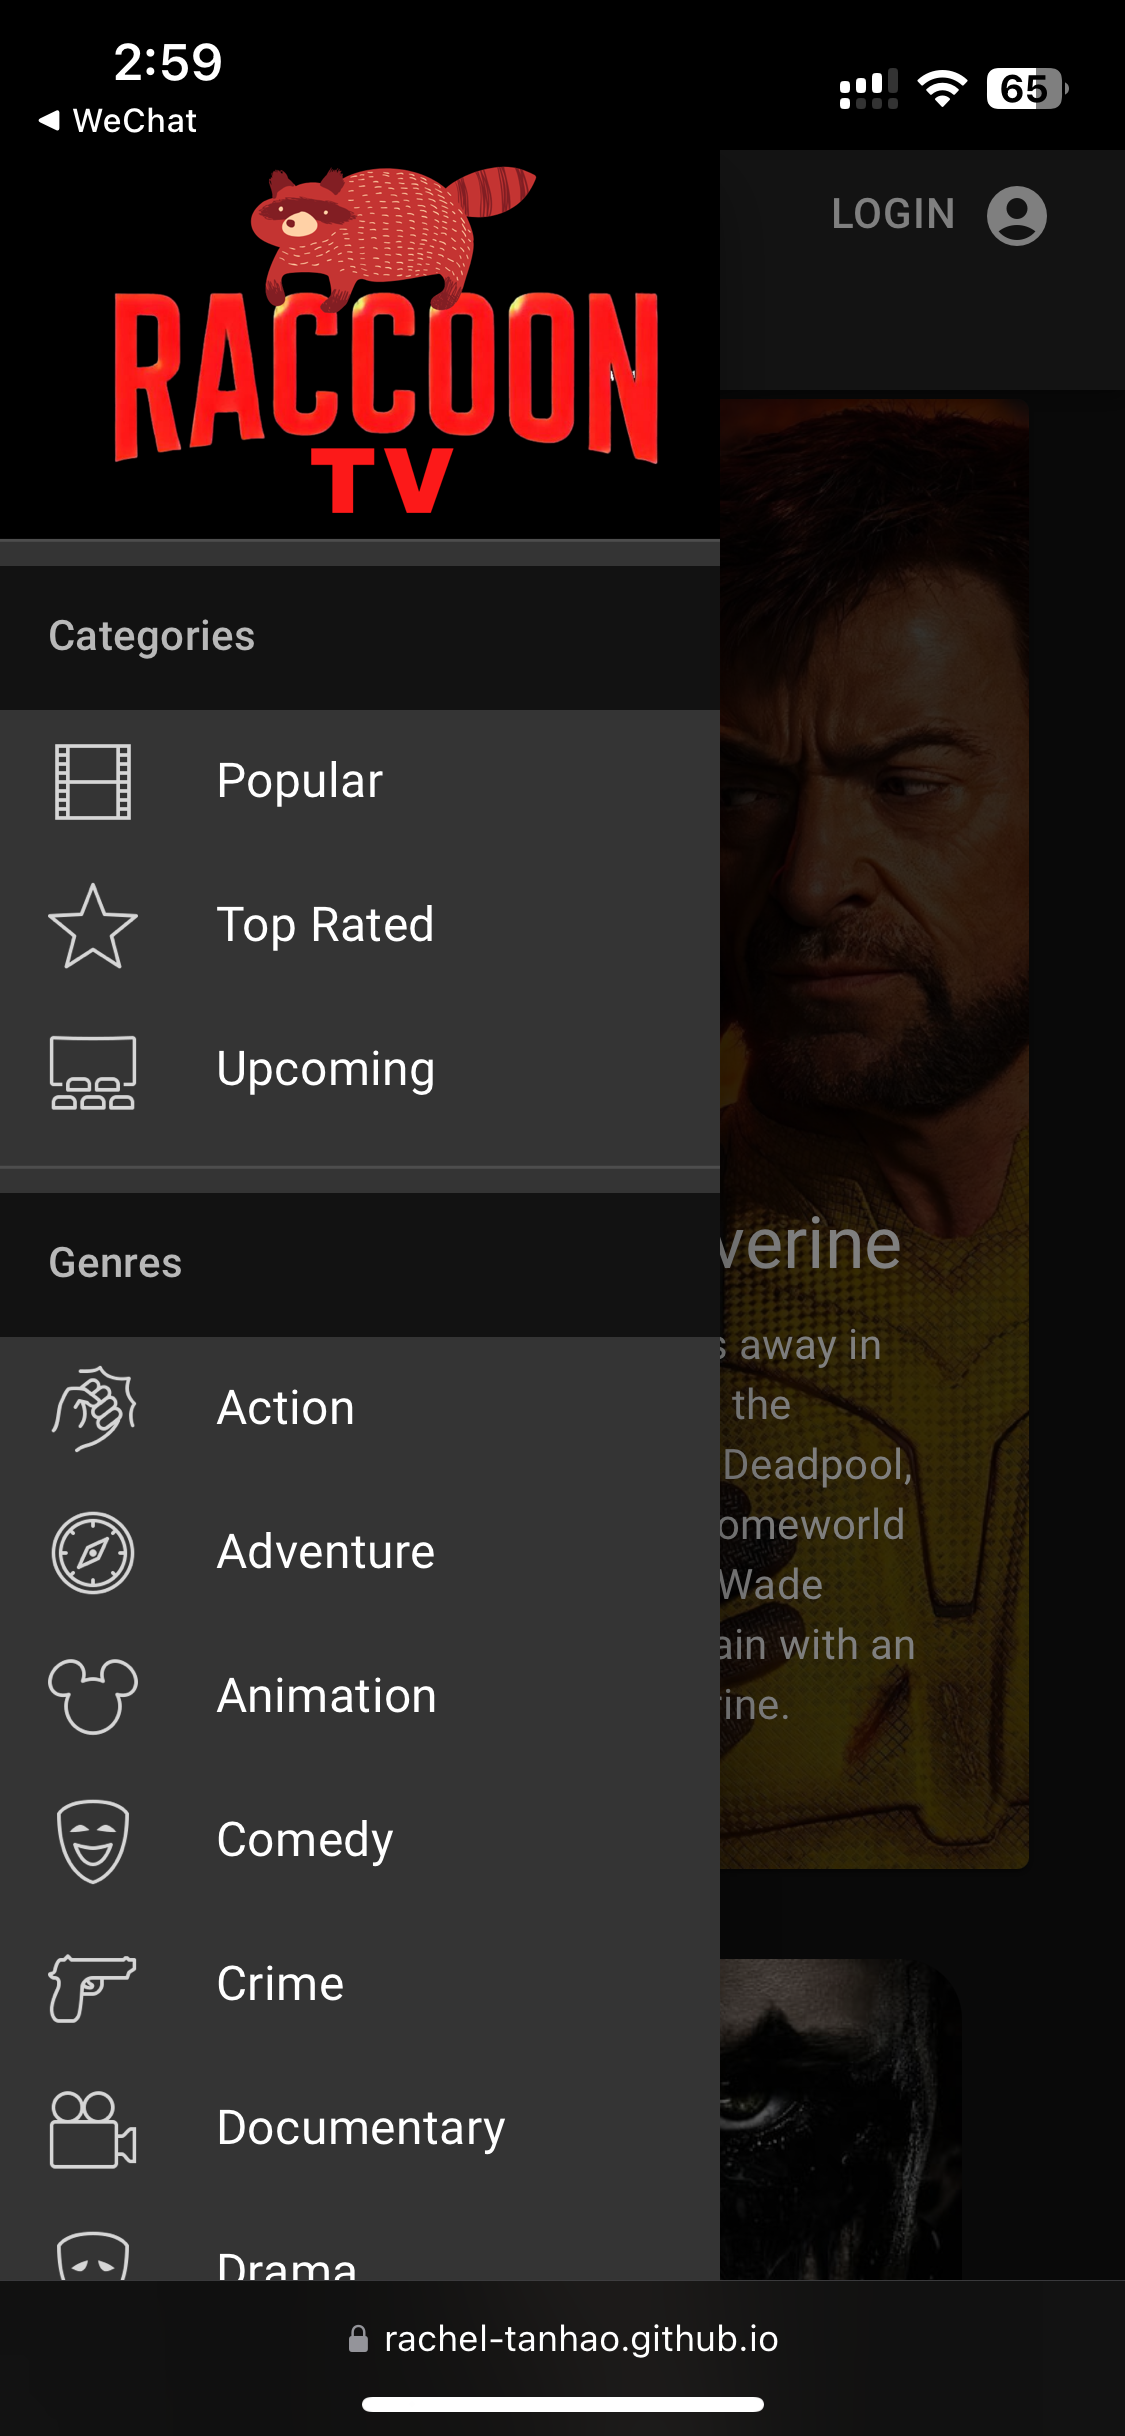 2:59
65
WeChat
RACCOON
TV
LOGIN
Categories
Popular
Top Rated
Upcoming
Genres
Action
Adventure
Animation
Comedy
Crime
Documentary
Drama
verine
s away in
the
Deadpool,
omeworld
Wade
ain with an
rine.
rachel-tanhao.github.io